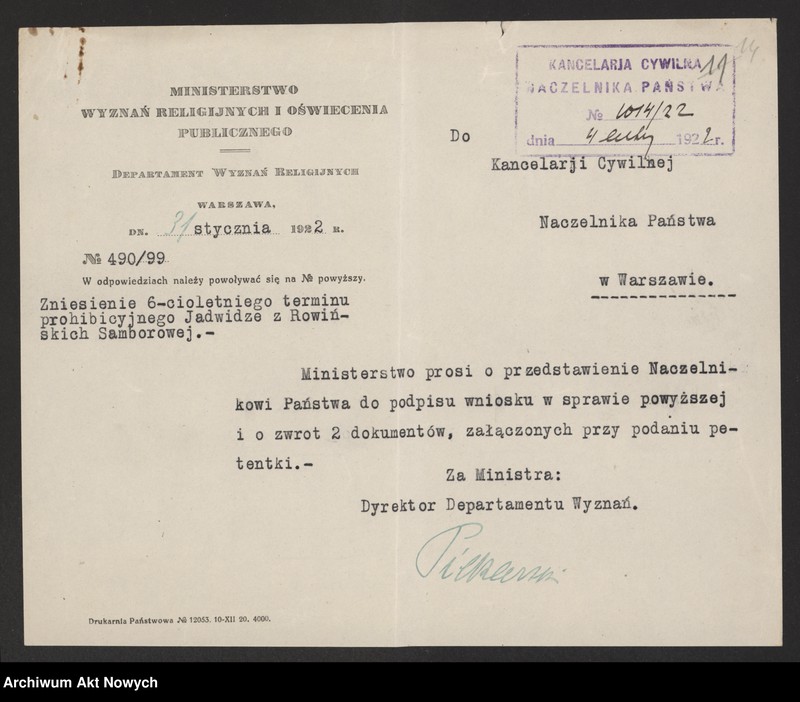 14
KANCELARJA CYWILNA
NACZELNIKA PAŃSTWA
№ 1014/22
dnia 4 lutego 1922 r.
19
MINISTERSTWO
WYZNAŃ RELIGIJNYCH I OŚWIECENIA
PUBLICZNEGO
DEPARTAMENT WYZNAŃ RELIGIJNYCH
WARSZAWA,
DN. 31 stycznia 1922 R.
№ 490/99
W odpowiedziach należy powoływać się na № powyższy.
Zniesienie 6-cioletniego terminu
prohibicyjnego Jadwidze z Rowiń-
skich Samborowej.-
Do
Kancelarji Cywilnej
Naczelnika Państwa
w Warszawie.
Ministerstwo prosi o przedstawienie Naczelni-
kowi Państwa do podpisu wniosku w sprawie powyższej
i o zwrot 2 dokumentów, załączonych przy podaniu pe-
tentki.-
Za Ministra:
Dyrektor Departamentu Wyznań.
Drukarnia Państwowa № 12053. 10-XII 20. 4000.
Archiwum Akt Nowych